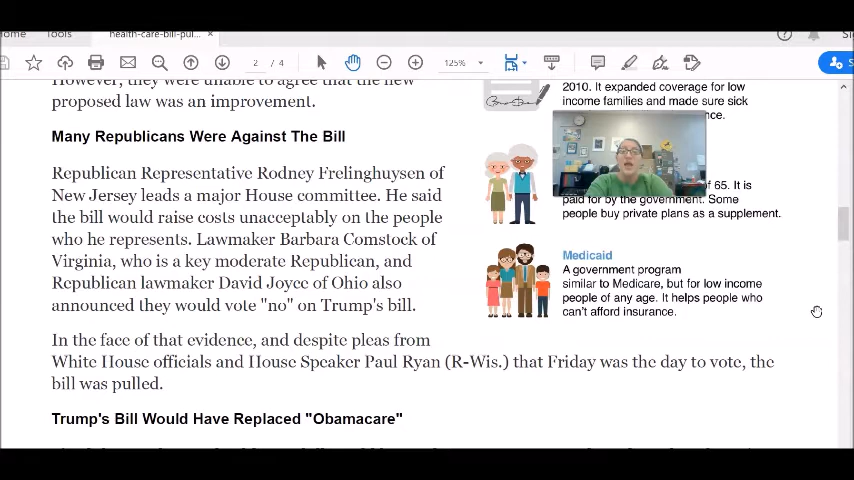 ome
Tools
health-care-bill-pul...
×
2 / 4
125%
However, they were unable to agree that the new
proposed law was an improvement.
Many Republicans Were Against The Bill
Republican Representative Rodney Frelinghuysen of
New Jersey leads a major House committee. He said
the bill would raise costs unacceptably on the people
who he represents. Lawmaker Barbara Comstock of
Virginia, who is a key moderate Republican, and
Republican lawmaker David Joyce of Ohio also
announced they would vote "no" on Trump's bill.
In the face of that evidence, and despite pleas from
White House officials and House Speaker Paul Ryan (R-Wis.) that Friday was the day to vote, the
bill was pulled.
Trump's Bill Would Have Replaced "Obamacare"
2010. It expanded coverage for low
income families and made sure sick
nce.
of 65. It is
paid for by the government. Some
people buy private plans as a supplement.
Medicaid
A government program
similar to Medicare, but for low income
people of any age. It helps people who
can't afford insurance.